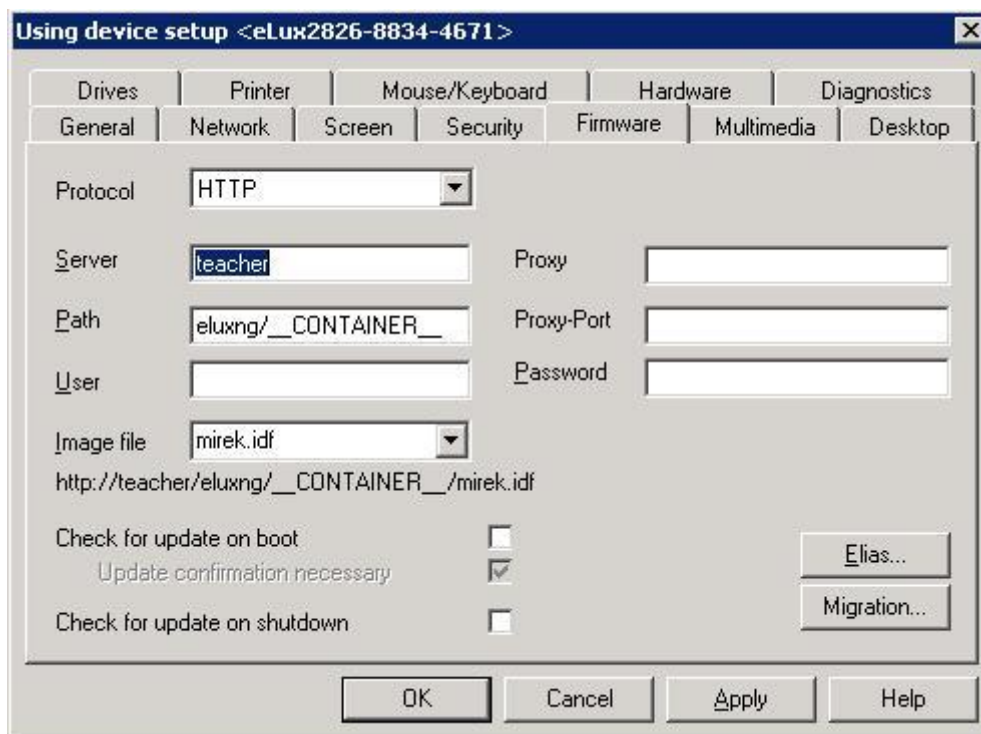 Using device setup <eLux2826-8834-4671>
Drives Printer Mouse/Keyboard Hardware Diagnostics
General Network Screen Security Firmware Multimedia Desktop
Protocol HTTP
Server teacher Proxy
Path eluxng/__CONTAINER__ Proxy-Port
User Password
Image file mirek.idf
http://teacher/eluxng/__CONTAINER__/mirek.idf
Check for update on boot
Update confirmation necessary
Elias...
Migration...
Check for update on shutdown
OK Cancel Apply Help